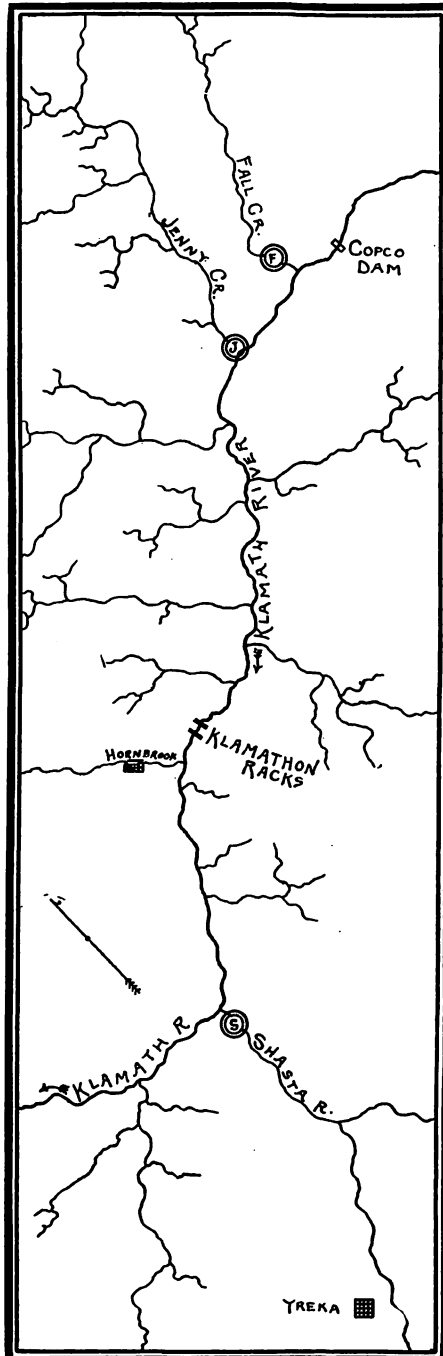 FALL CR.
JENNY CR.
F
COPCO
DAM
J
KLAMATH RIVER
KLAMATHON
RACKS
HORNBROOK
KLAMATH R
S
SHASTA R.
YREKA